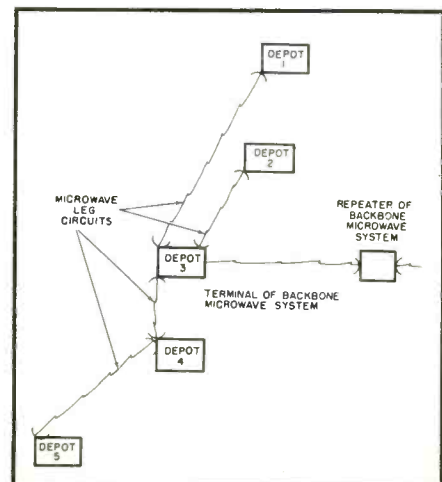 DEPOT
1
DEPOT
2
MICROWAVE
LEG
CIRCUITS
REPEATER OF
BACKBONE
MICROWAVE
SYSTEM
DEPOT
3
TERMINAL OF BACKBONE
MICROWAVE SYSTEM
DEPOT
4
DEPOT
5